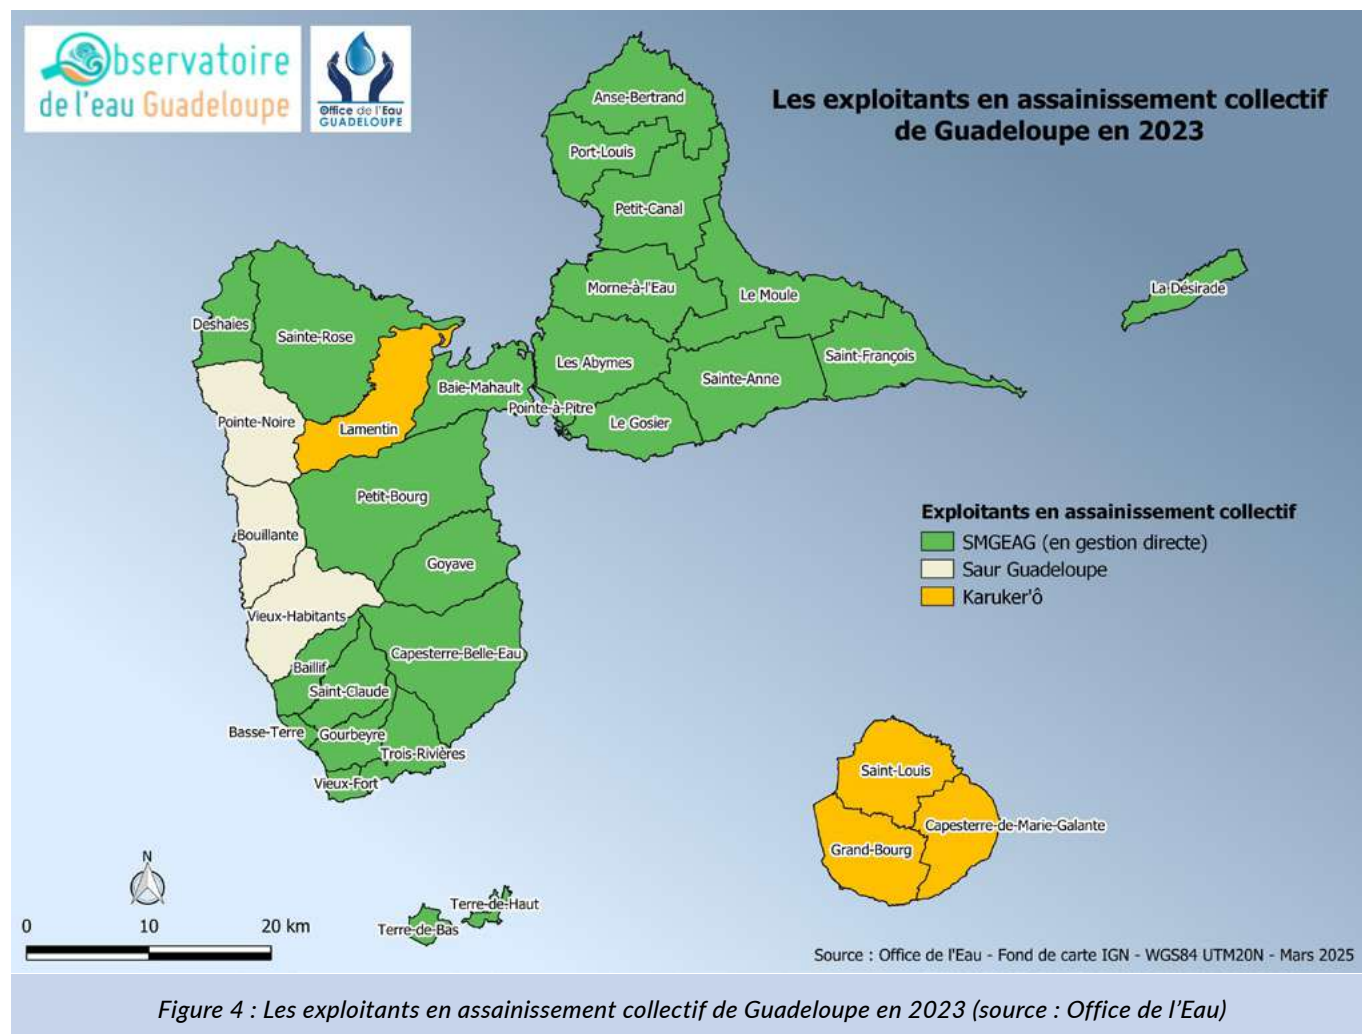 Observatoire
de l'eau Guadeloupe
Office de l'Eau
GUADELOUPE
Les exploitants en assainissement collectif
de Guadeloupe en 2023
Anse-Bertrand
Port-Louis
Petit-Canal
Morne-à-l'Eau
Le Moule
La Désirade
Deshaies
Sainte-Rose
Les Abymes
Saint-François
Baie-Mahault
Sainte-Anne
Pointe-à-Pitre
Pointe-Noire
Lamentin
Le Gosier
Petit-Bourg
Bouillante
Goyave
Vieux-Habitants
Capesterre-Belle-Eau
Baillif
Saint-Claude
Basse-Terre
Gourbeyre
Trois-Rivières
Vieux-Fort
Exploitants en assainissement collectif
SMGEAG (en gestion directe)
Saur Guadeloupe
Karuker'ô
Saint-Louis
Capesterre-de-Marie-Galante
Grand-Bourg
Terre-de-Haut
Terre-de-Bas
N
0 10 20 km
Source : Office de l'Eau - Fond de carte IGN - WGS84 UTM20N - Mars 2025
Figure 4 : Les exploitants en assainissement collectif de Guadeloupe en 2023 (source : Office de l’Eau)